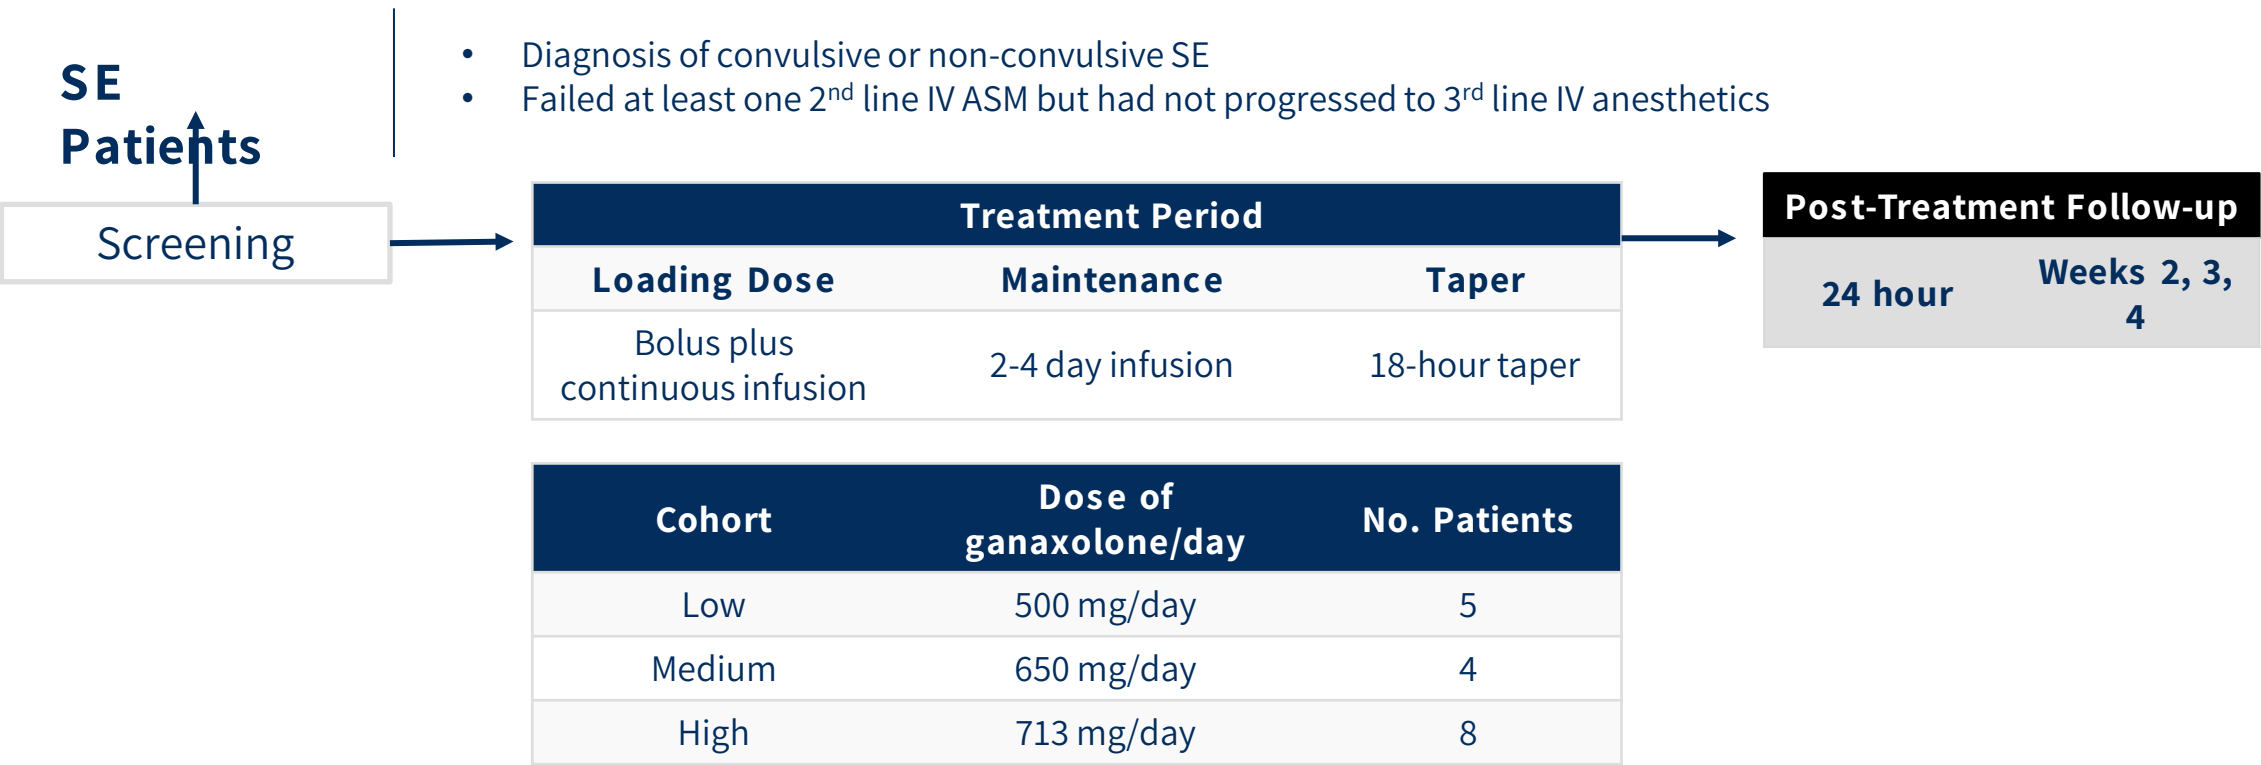 SE
Patients
• Diagnosis of convulsive or non-convulsive SE
• Failed at least one 2nd line IV ASM but had not progressed to 3rd line IV anesthetics
Screening
Treatment Period
Loading Dose Maintenance Taper
Bolus plus
continuous infusion
2-4 day infusion
18-hour taper
Post-Treatment Follow-up
24 hour
Weeks 2, 3,
4
Cohort
Dose of
ganaxolone/day
No. Patients
Low 500 mg/day 5
Medium 650 mg/day 4
High 713 mg/day 8